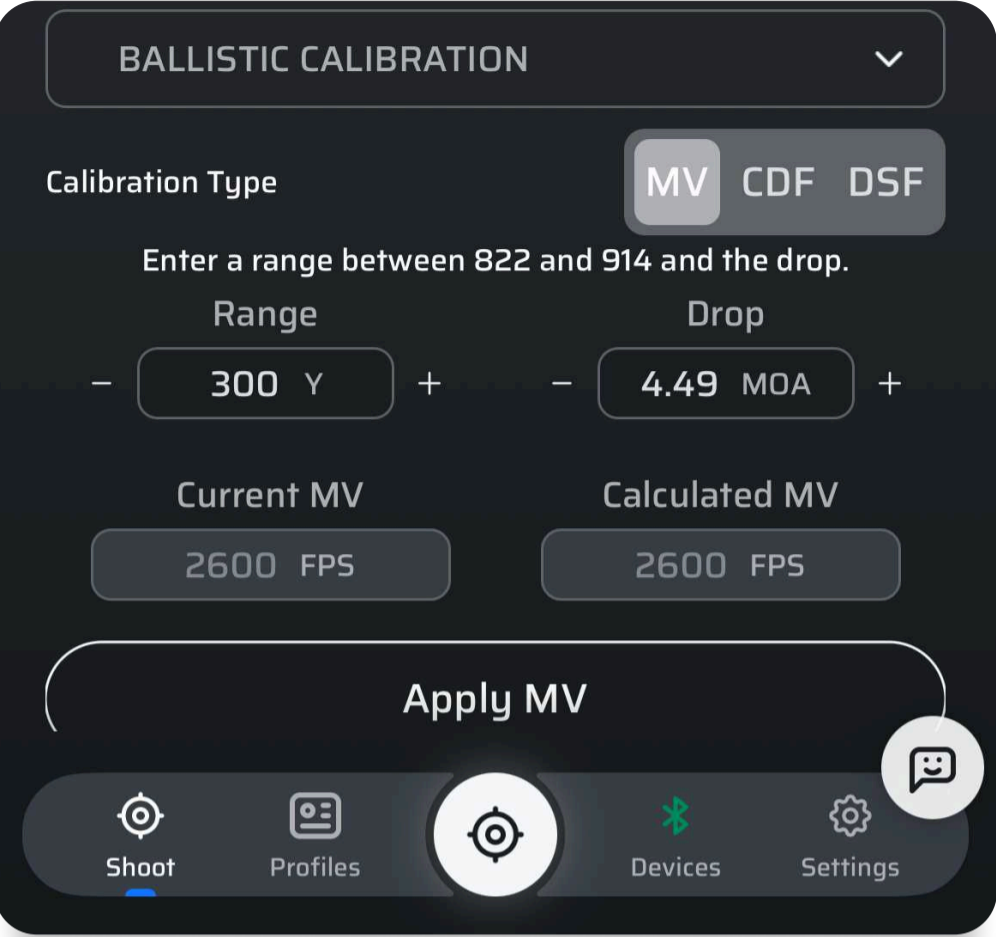 BALLISTIC CALIBRATION
Calibration Type MV CDF DSF
Enter a range between 822 and 914 and the drop.
Range Drop
− 300 Y + − 4.49 MOA +
Current MV Calculated MV
2600 FPS 2600 FPS
Apply MV
Shoot Profiles Devices Settings